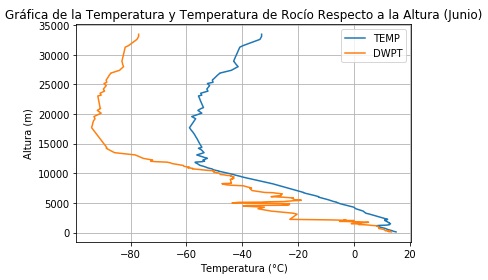 Gráfica de la Temperatura y Temperatura de Rocío Respecto a la Altura (Junio)
35000
30000
25000
20000
15000
10000
5000
0
Altura (m)
TEMP
DWPT
−80
−60
−40
−20
0
20
Temperatura (°C)